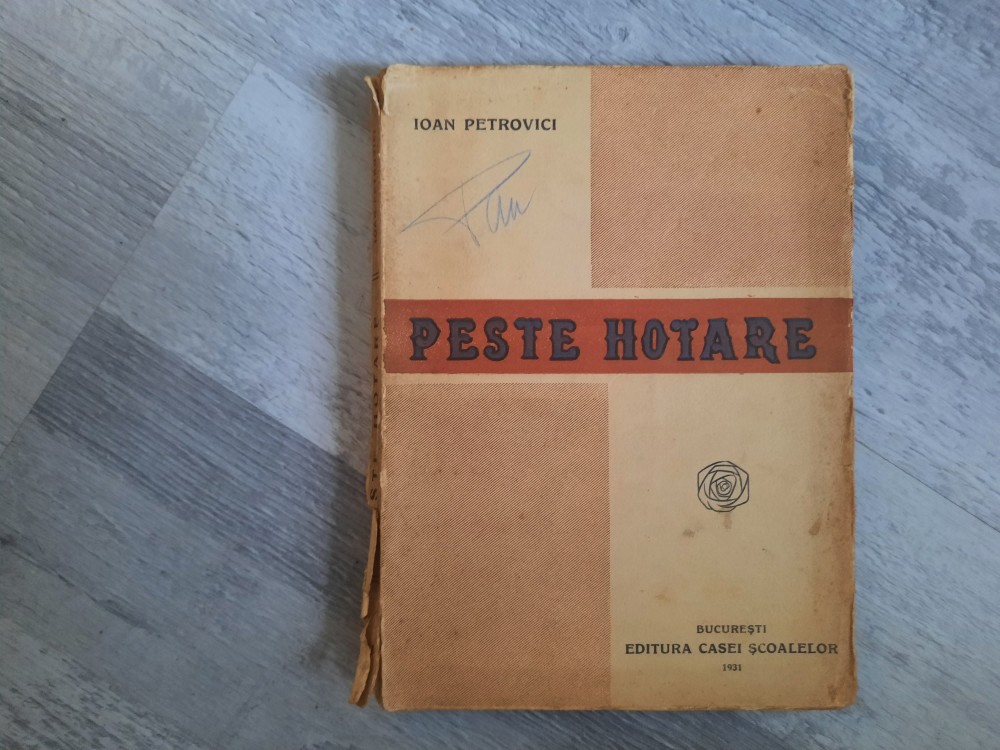 IOAN PETROVICI
PESTE HOTARE
BUCUREȘTI
EDITURA CASEI ȘCOALELOR
1931